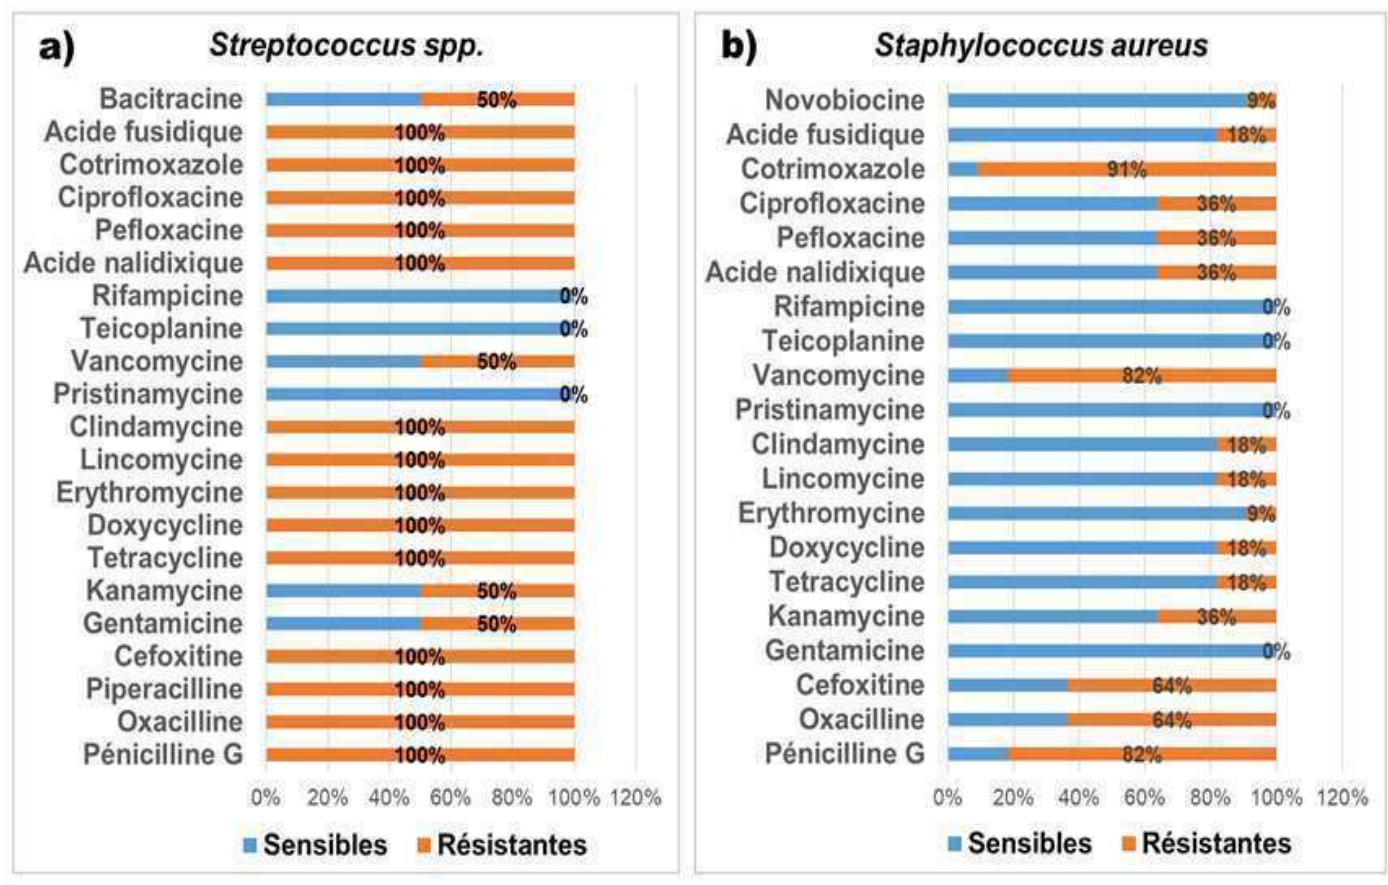 a) Streptococcus spp.
Bacitracine 50%
Acide fusidique 100%
Cotrimoxazole 100%
Ciprofloxacine 100%
Pefloxacine 100%
Acide nalidixique 100%
Rifampicine 0%
Teicoplanine 0%
Vancomycine 50%
Pristinamycine 0%
Clindamycine 100%
Lincomycine 100%
Erythromycine 100%
Doxycycline 100%
Tetracycline 100%
Kanamycine 50%
Gentamicine 50%
Cefoxitine 100%
Piperacilline 100%
Oxacilline 100%
Pénicilline G 100%
0% 20% 40% 60% 80% 100% 120%
Sensibles Résistantes
b) Staphylococcus aureus
Novobiocine 9%
Acide fusidique 18%
Cotrimoxazole 91%
Ciprofloxacine 36%
Pefloxacine 36%
Acide nalidixique 36%
Rifampicine 0%
Teicoplanine 0%
Vancomycine 82%
Pristinamycine 0%
Clindamycine 18%
Lincomycine 18%
Erythromycine 9%
Doxycycline 18%
Tetracycline 18%
Kanamycine 36%
Gentamicine 0%
Cefoxitine 64%
Oxacilline 64%
Pénicilline G 82%
0% 20% 40% 60% 80% 100% 120%
Sensibles Résistantes